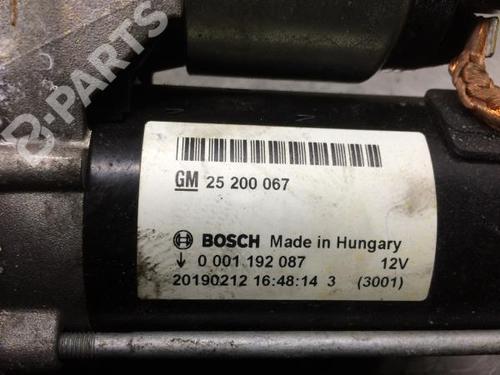 B-PARTS
GM 25 200 067
BOSCH Made in Hungary
0 001 192 087 12V
20190212 16:48:14 3 (3001)